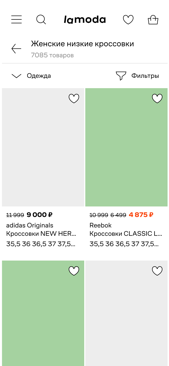 lamoda
Женские низкие кроссовки
7085 товаров
Одежда
Фильтры
11 999 9 000 ₽
adidas Originals
Кроссовки NEW HER...
35,5 36 36,5 37 37,5...
10 999 6 499 4 875 ₽
Reebok
Кроссовки CLASSIC L...
35,5 36 36,5 37 37,5...